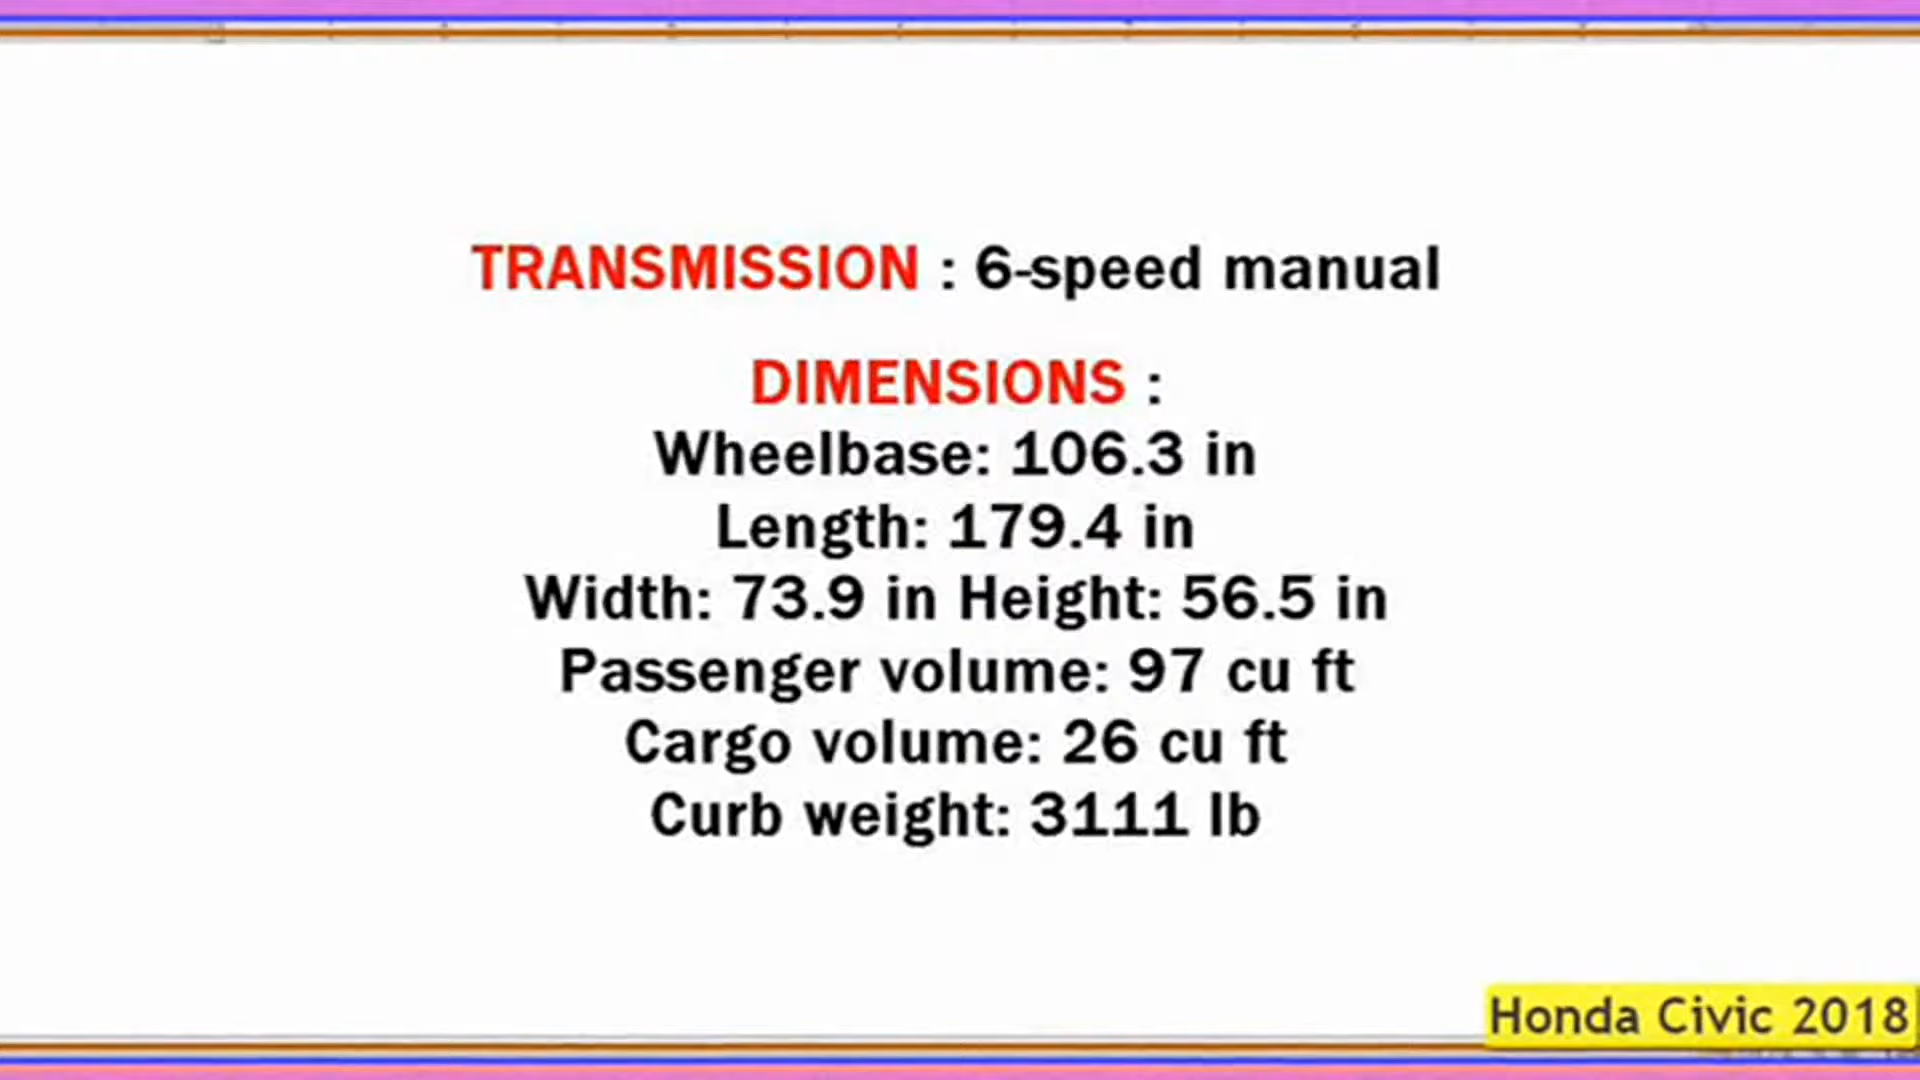 TRANSMISSION : 6-speed manual
DIMENSIONS :
Wheelbase: 106.3 in
Length: 179.4 in
Width: 73.9 in Height: 56.5 in
Passenger volume: 97 cu ft
Cargo volume: 26 cu ft
Curb weight: 3111 lb
Honda Civic 2018